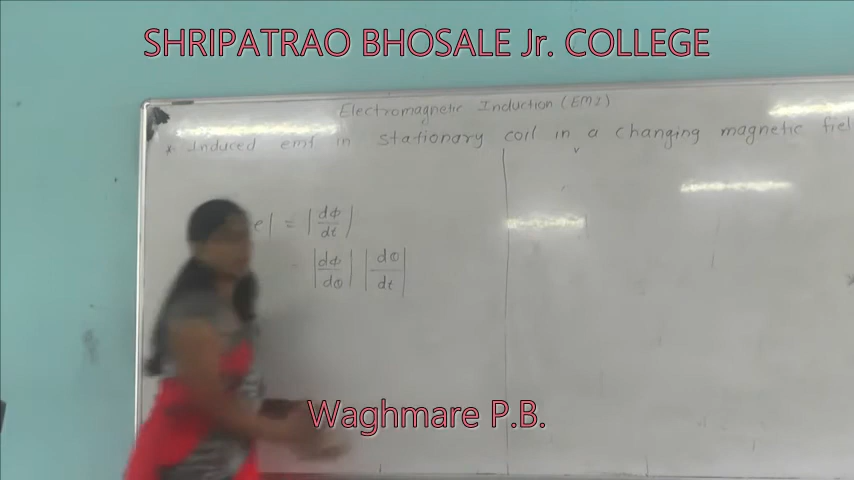 SHRIPATRAO BHOSALE Jr. COLLEGE
Electromagnetic Induction (EMI)
* Induced emf in stationary coil in a changing magnetic fiel
e| = |dΦ/dt|
|dΦ/dθ| |dθ/dt|
Waghmare P.B.